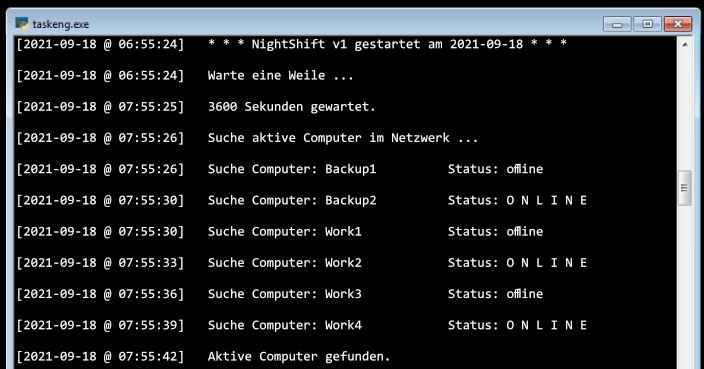 taskeng.exe
[2021-09-18 @ 06:55:24] * * * NightShift v1 gestartet am 2021-09-18 * * *
[2021-09-18 @ 06:55:24] Warte eine Weile ...
[2021-09-18 @ 07:55:25] 3600 Sekunden gewartet.
[2021-09-18 @ 07:55:26] Suche aktive Computer im Netzwerk ...
[2021-09-18 @ 07:55:26] Suche Computer: Backup1 Status: offline
[2021-09-18 @ 07:55:30] Suche Computer: Backup2 Status: O N L I N E
[2021-09-18 @ 07:55:30] Suche Computer: Work1 Status: offline
[2021-09-18 @ 07:55:33] Suche Computer: Work2 Status: O N L I N E
[2021-09-18 @ 07:55:36] Suche Computer: Work3 Status: offline
[2021-09-18 @ 07:55:39] Suche Computer: Work4 Status: O N L I N E
[2021-09-18 @ 07:55:42] Aktive Computer gefunden.